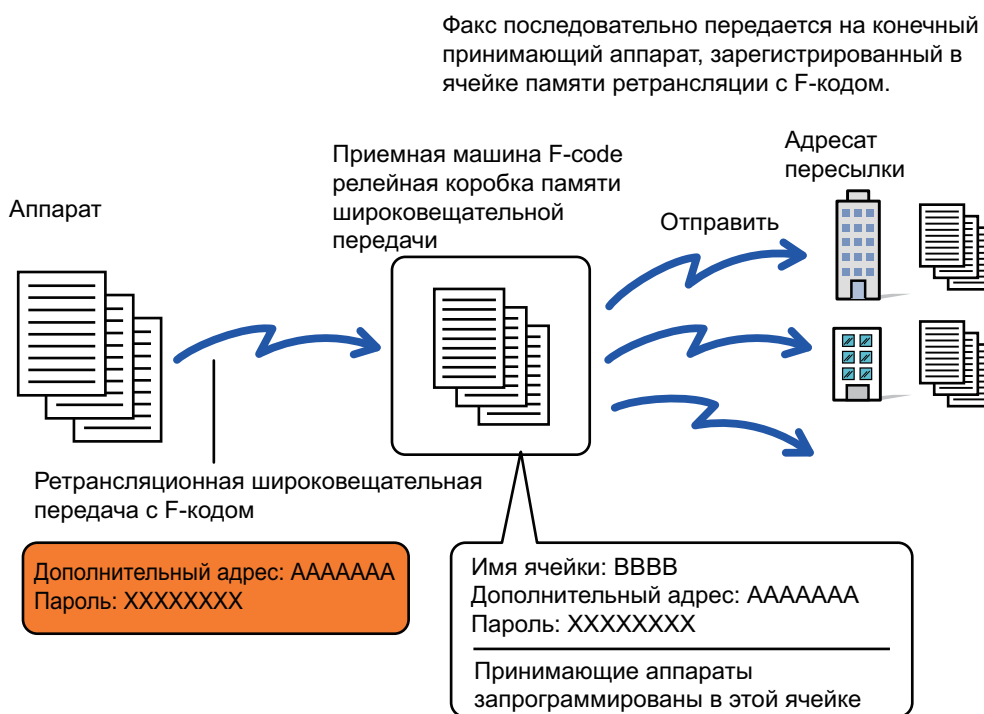 Факс последовательно передается на конечный
принимающий аппарат, зарегистрированный в
ячейке памяти ретрансляции с F-кодом.
Адресат
пересылки
Приемная машина F-code
релейная коробка памяти
широковещательной
передачи
Отправить
Аппарат
Ретрансляционная широковещательная
передача с F-кодом
Дополнительный адрес: AAAAAAA
Пароль: XXXXXXXX
Имя ячейки: BBBB
Дополнительный адрес: AAAAAAA
Пароль: XXXXXXXX
Принимающие аппараты
запрограммированы в этой ячейке